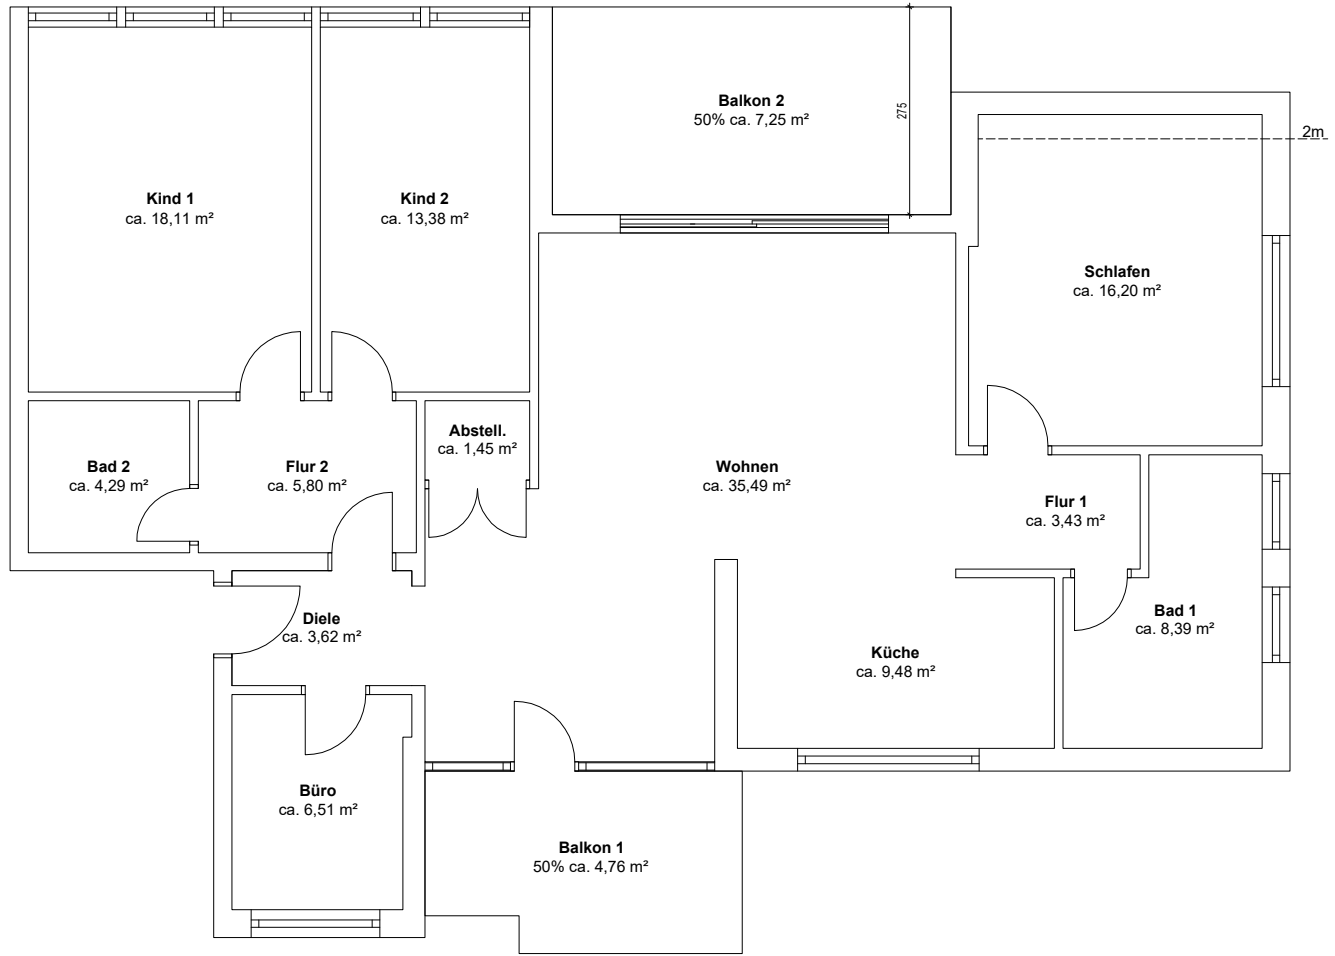 Balkon 2
50% ca. 7,25 m²
275
2m
Kind 1
ca. 18,11 m²
Kind 2
ca. 13,38 m²
Schlafen
ca. 16,20 m²
Abstell.
ca. 1,45 m²
Bad 2
ca. 4,29 m²
Flur 2
ca. 5,80 m²
Wohnen
ca. 35,49 m²
Flur 1
ca. 3,43 m²
Diele
ca. 3,62 m²
Bad 1
ca. 8,39 m²
Küche
ca. 9,48 m²
Büro
ca. 6,51 m²
Balkon 1
50% ca. 4,76 m²